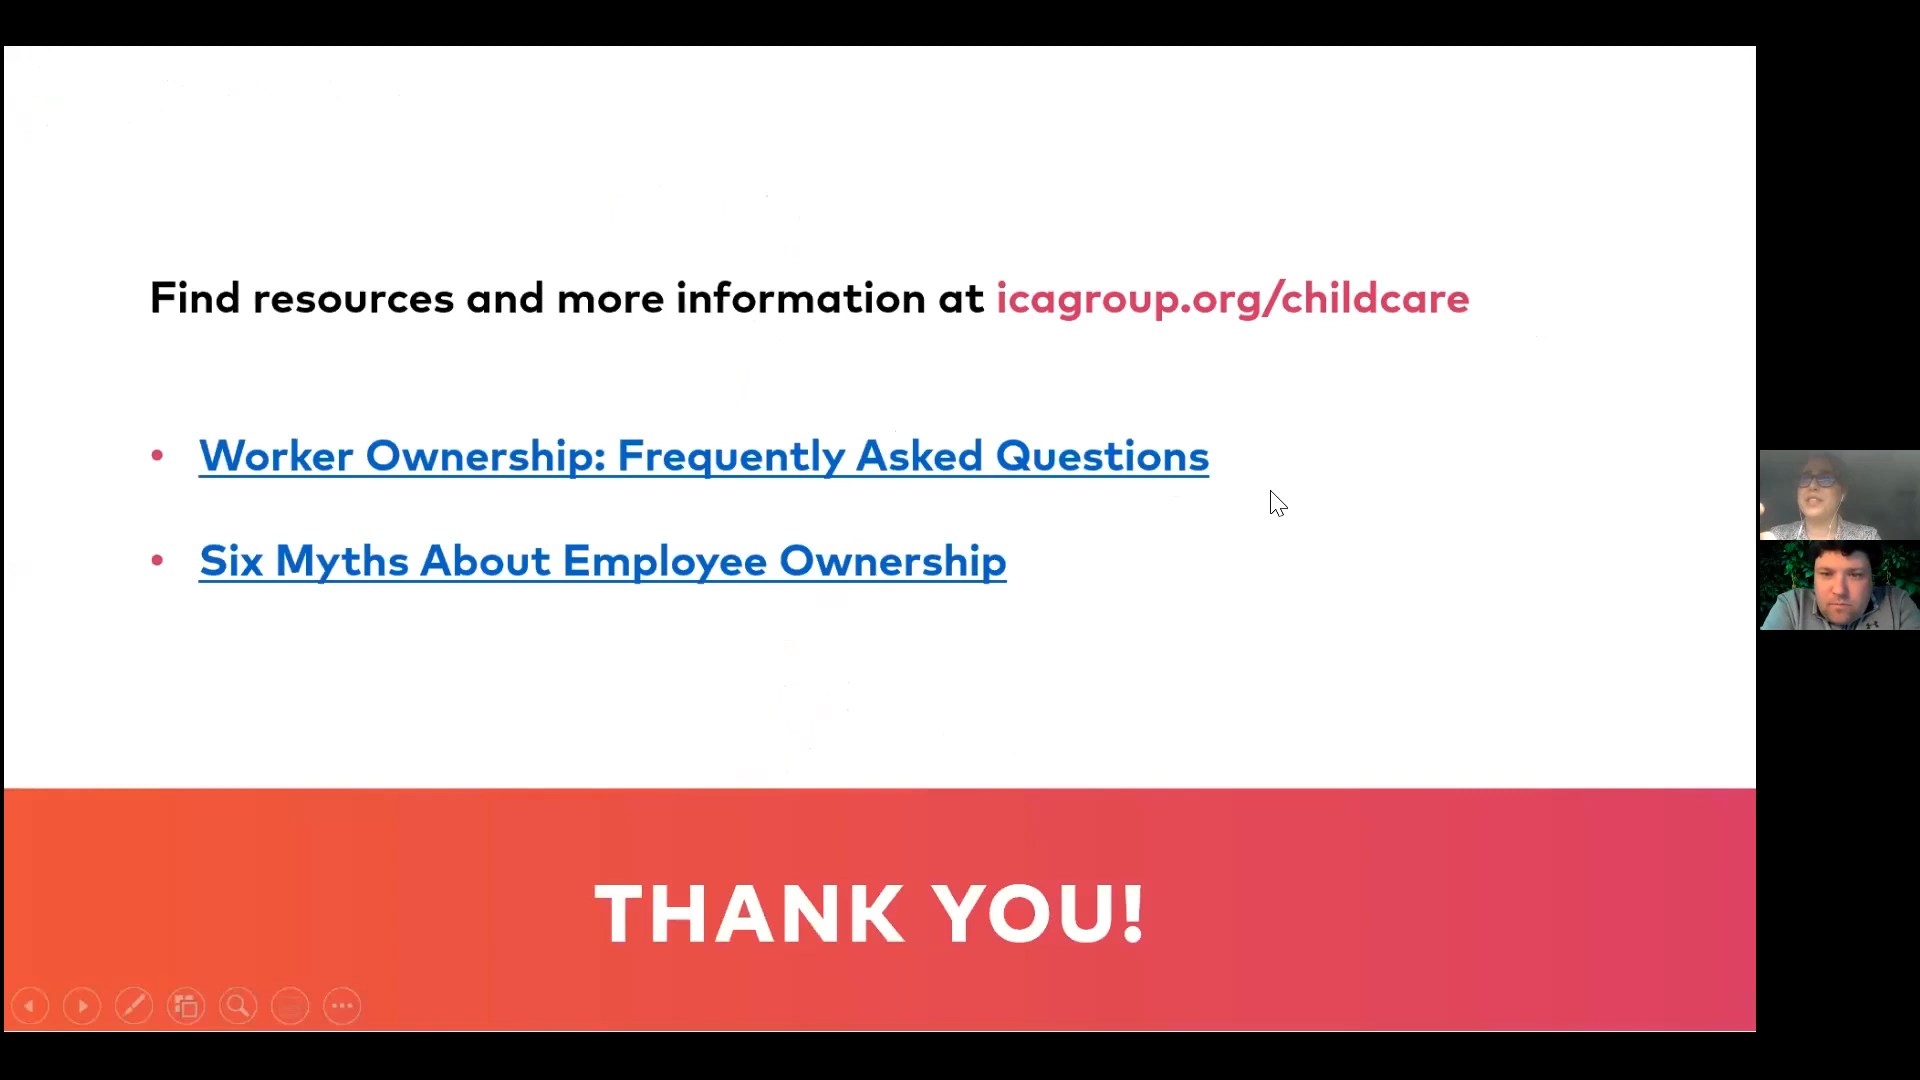 Find resources and more information at icagroup.org/childcare
• Worker Ownership: Frequently Asked Questions
• Six Myths About Employee Ownership
THANK YOU!